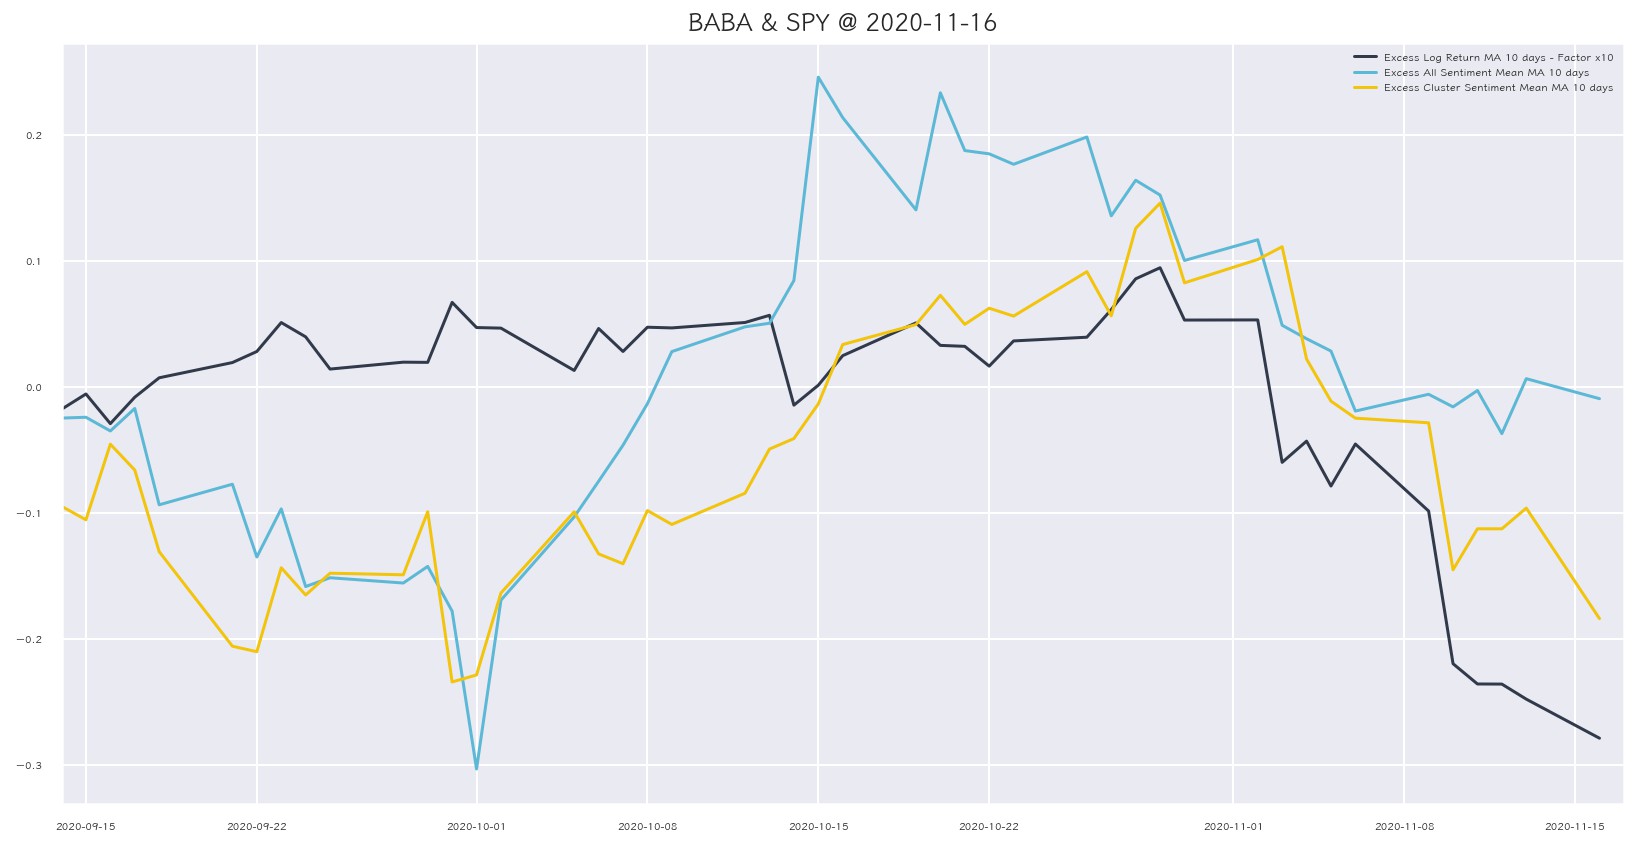 BABA & SPY @ 2020-11-16
Excess Log Return MA 10 days - Factor x10
Excess All Sentiment Mean MA 10 days
Excess Cluster Sentiment Mean MA 10 days
0.2
0.1
0.0
−0.1
−0.2
−0.3
2020-09-15 2020-09-22 2020-10-01 2020-10-08 2020-10-15 2020-10-22 2020-11-01 2020-11-08 2020-11-15